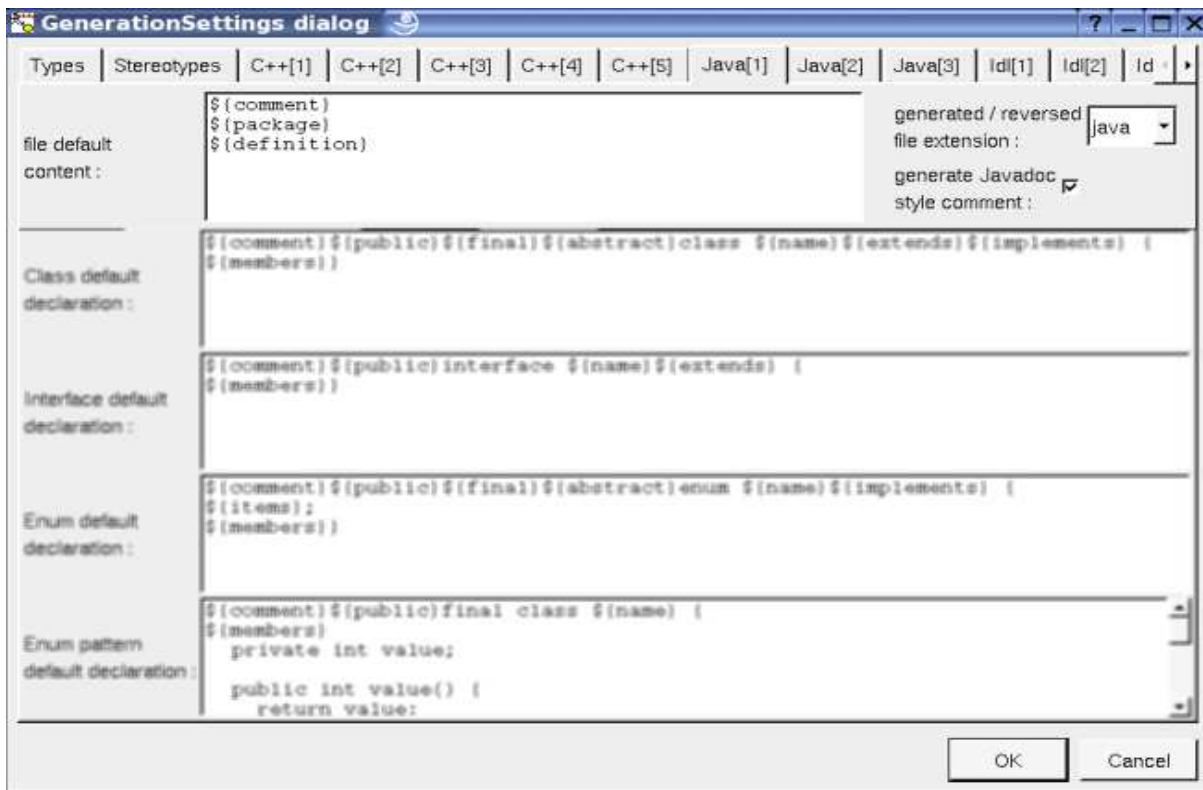 GenerationSettings dialog
Types Stereotypes C++[1] C++[2] C++[3] C++[4] C++[5] Java[1] Java[2] Java[3] Idl[1] Idl[2] Id
file default
content :
${comment}
${package}
${definition}
generated / reversed
file extension :
java
generate Javadoc
style comment :
Class default
declaration :
${comment}${public}${final}${abstract}class ${name}${extends}${implements} {
${members}}
Interface default
declaration :
${comment}${public}interface ${name}${extends} {
${members}}
Enum default
declaration :
${comment}${public}${final}${abstract}enum ${name}${implements} {
${items};
${members}}
Enum pattern
default declaration :
${comment}${public}final class ${name} {
${members}
  private int value;
  public int value() {
    return value;
OK Cancel